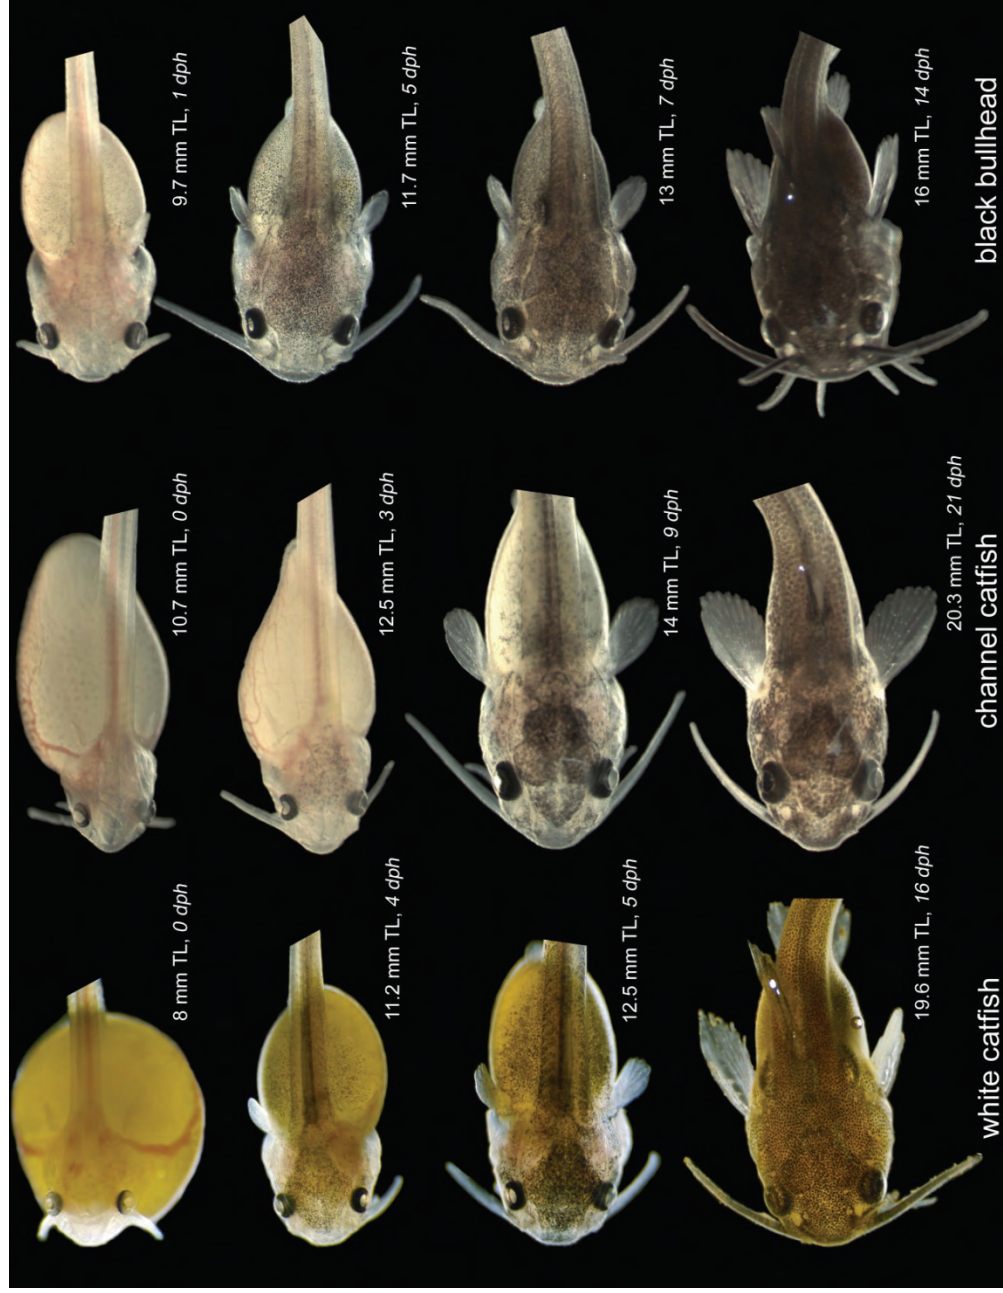 8 mm TL, 0 dph
10.7 mm TL, 0 dph
9.7 mm TL, 1 dph
11.2 mm TL, 4 dph
12.5 mm TL, 3 dph
11.7 mm TL, 5 dph
12.5 mm TL, 5 dph
14 mm TL, 9 dph
13 mm TL, 7 dph
19.6 mm TL, 16 dph
20.3 mm TL, 21 dph
16 mm TL, 14 dph
white catfish
channel catfish
black bullhead